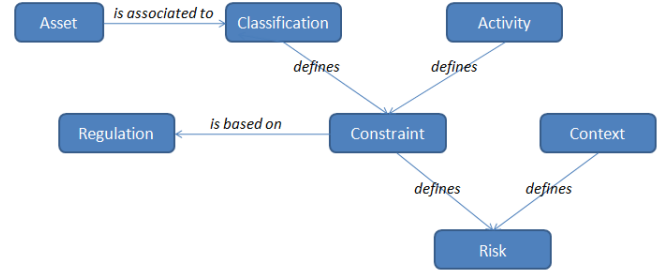 Asset
is associated to
Classification
Activity
defines
defines
Regulation
is based on
Constraint
Context
defines
defines
Risk